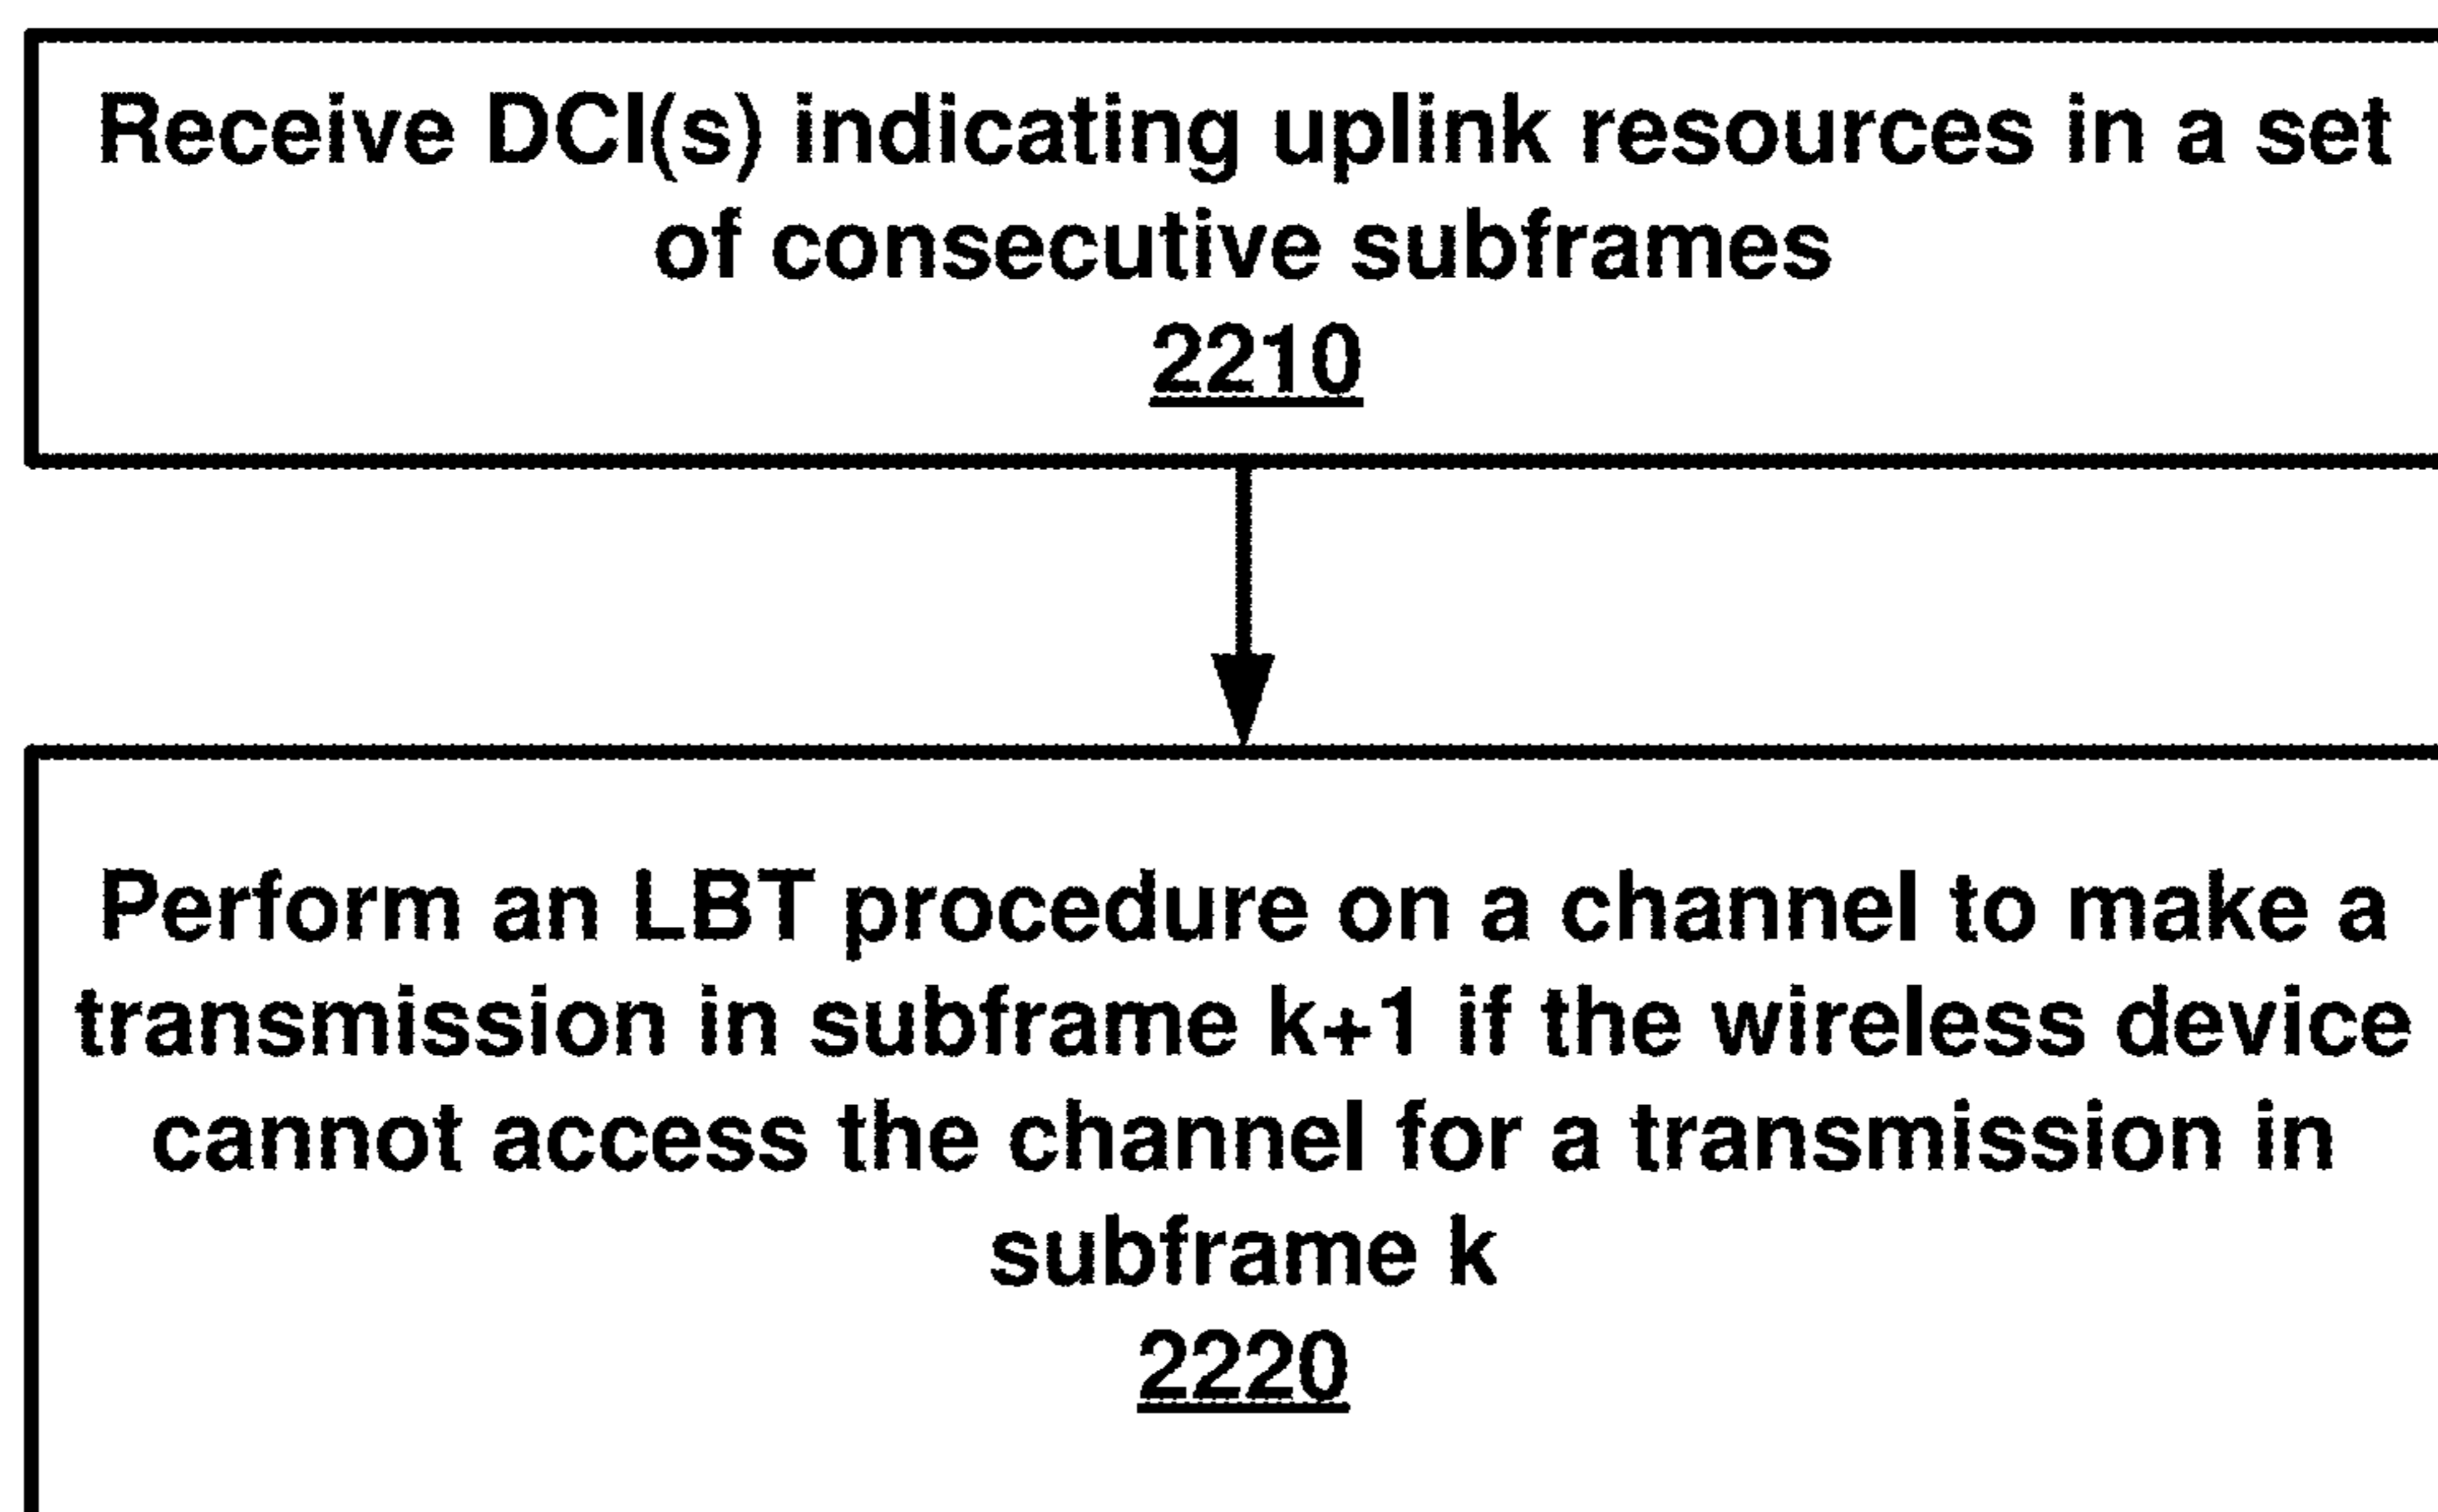 Receive DCI(s) indicating uplink resources in a set
of consecutive subframes
2210
Perform an LBT procedure on a channel to make a
transmission in subframe k+1 if the wireless device
cannot access the channel for a transmission in
subframe k
2220